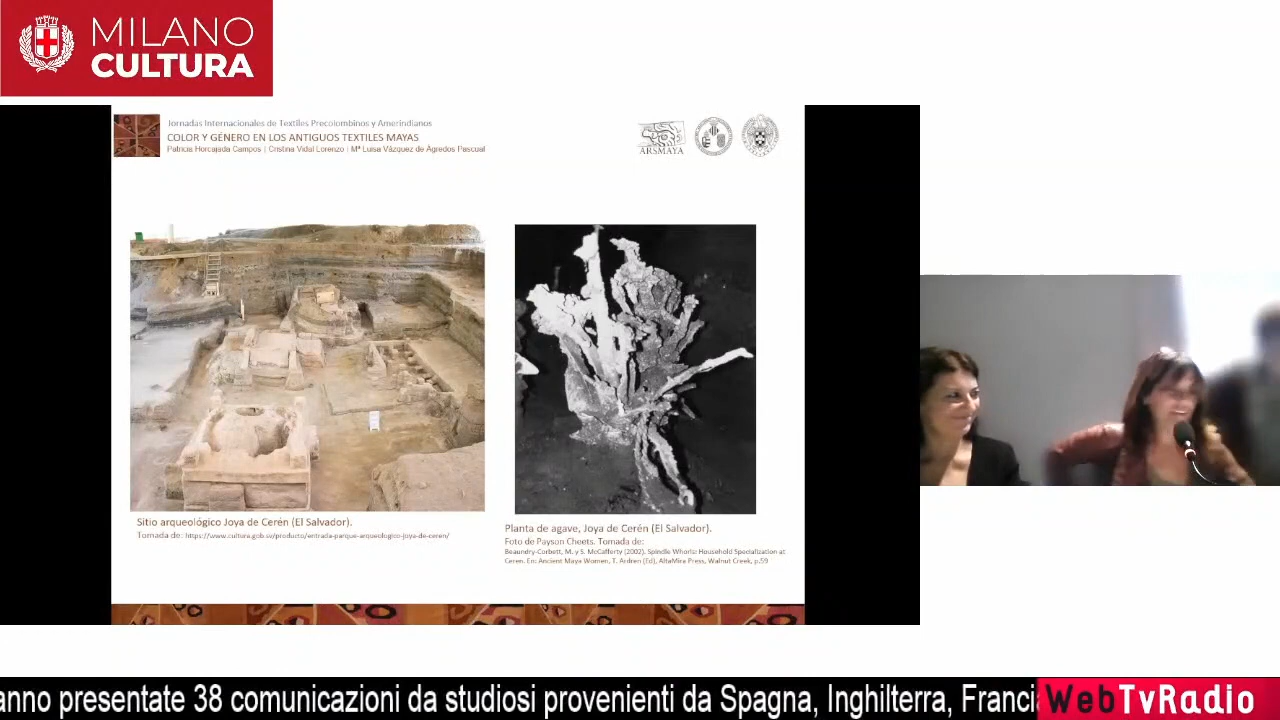 MILANO
CULTURA
Jornadas Internacionales de Textiles Precolombinos y Amerindianos
COLOR Y GÉNERO EN LOS ANTIGUOS TEXTILES MAYAS
Patricia Horcajada Campos | Cristina Vidal Lorenzo | Mª Luisa Vázquez de Ágredos Pascual
ARSMAYA
Sitio arqueológico Joya de Cerén (El Salvador).
Tomada de: https://www.cultura.gob.sv/producto/entrada-parque-arqueologico-joya-de-ceren/
Planta de agave, Joya de Cerén (El Salvador).
Foto de Payson Sheets. Tomada de:
Beaundry-Corbett, M. y S. McCafferty (2002). Spindle Whorls: Household Specialization at
Ceren. En: Ancient Maya Women, T. Ardren (Ed), AltaMira Press, Walnut Creek, p.59
anno presentate 38 comunicazioni da studiosi provenienti da Spagna, Inghilterra, Franci
WebTvRadio